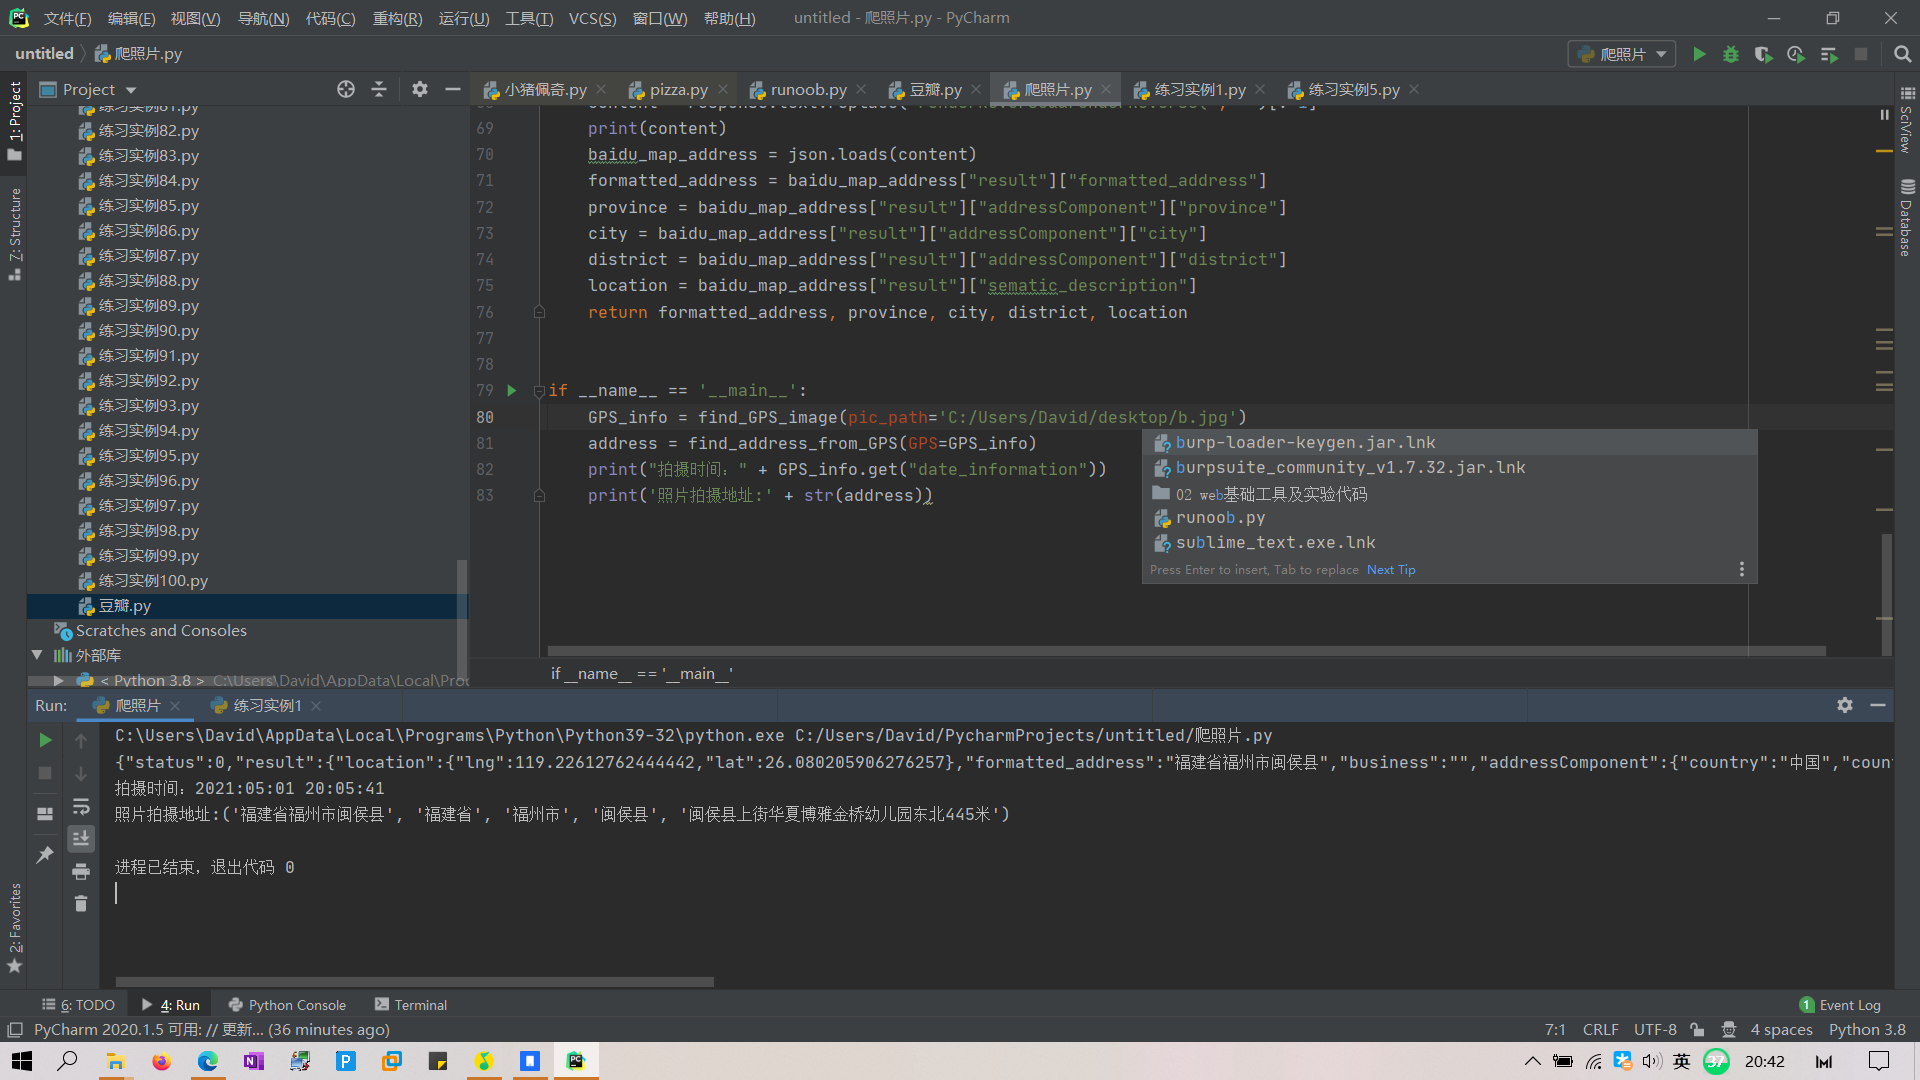 文件(F) 编辑(E) 视图(V) 导航(N) 代码(C) 重构(R) 运行(U) 工具(T) VCS(S) 窗口(W) 帮助(H) untitled - 爬照片.py - PyCharm
untitled 爬照片.py 爬照片
Project 小猪佩奇.py pizza.py runoob.py 豆瓣.py 爬照片.py 练习实例1.py 练习实例5.py
1: Project
7: Structure
2: Favorites
SciView
Database
练习实例81.py
练习实例82.py
练习实例83.py
练习实例84.py
练习实例85.py
练习实例86.py
练习实例87.py
练习实例88.py
练习实例89.py
练习实例90.py
练习实例91.py
练习实例92.py
练习实例93.py
练习实例94.py
练习实例95.py
练习实例96.py
练习实例97.py
练习实例98.py
练习实例99.py
练习实例100.py
豆瓣.py
Scratches and Consoles
外部库
< Python 3.8 > C:\Users\David\AppData\Local\Pro
69 print(content)
70 baidu_map_address = json.loads(content)
71 formatted_address = baidu_map_address["result"]["formatted_address"]
72 province = baidu_map_address["result"]["addressComponent"]["province"]
73 city = baidu_map_address["result"]["addressComponent"]["city"]
74 district = baidu_map_address["result"]["addressComponent"]["district"]
75 location = baidu_map_address["result"]["sematic_description"]
76 return formatted_address, province, city, district, location
77
78
79 if __name__ == '__main__':
80 GPS_info = find_GPS_image(pic_path='C:/Users/David/desktop/b.jpg')
81 address = find_address_from_GPS(GPS=GPS_info)
82 print("拍摄时间：" + GPS_info.get("date_information"))
83 print('照片拍摄地址:' + str(address))
burp-loader-keygen.jar.lnk
burpsuite_community_v1.7.32.jar.lnk
02 web基础工具及实验代码
runoob.py
sublime_text.exe.lnk
Press Enter to insert, Tab to replace Next Tip
if __name__ == '__main__'
Run: 爬照片 练习实例1
C:\Users\David\AppData\Local\Programs\Python\Python39-32\python.exe C:/Users/David/PycharmProjects/untitled/爬照片.py
{"status":0,"result":{"location":{"lng":119.22612762444442,"lat":26.080205906276257},"formatted_address":"福建省福州市闽侯县","business":"","addressComponent":{"country":"中国","coun
拍摄时间：2021:05:01 20:05:41
照片拍摄地址:('福建省福州市闽侯县', '福建省', '福州市', '闽侯县', '闽侯县上街华夏博雅金桥幼儿园东北445米')
进程已结束，退出代码 0
6: TODO 4: Run Python Console Terminal 1 Event Log
PyCharm 2020.1.5 可用: // 更新... (36 minutes ago) 7:1 CRLF UTF-8 4 spaces Python 3.8
英 37 20:42